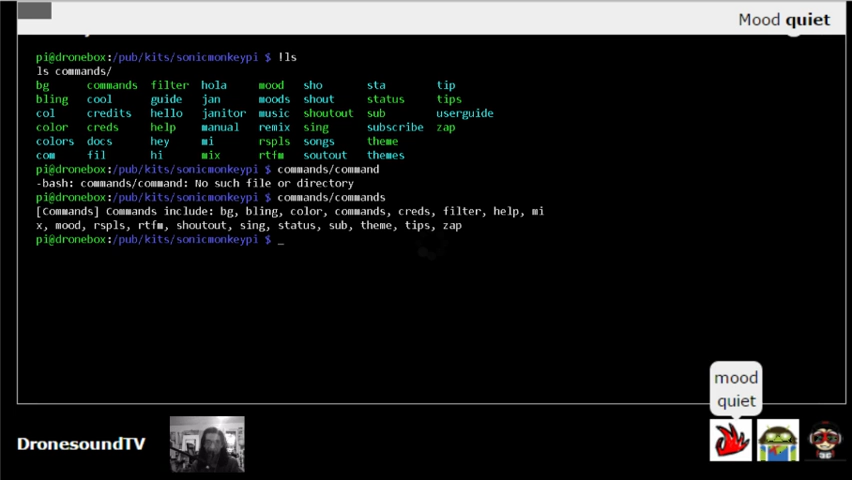 Mood quiet
pi@dronebox:/pub/kits/sonicmonkeypi $ !ls
ls commands/
bg commands filter hola mood sho sta tip
bling cool guide jan moods shout status tips
col credits hello janitor music shoutout sub userguide
color creds help manual remix sing subscribe zap
colors docs hey mi rspls songs theme
com fil hi mix rtfm soutout themes
pi@dronebox:/pub/kits/sonicmonkeypi $ commands/command
-bash: commands/command: No such file or directory
pi@dronebox:/pub/kits/sonicmonkeypi $ commands/commands
[Commands] Commands include: bg, bling, color, commands, creds, filter, help, mi
x, mood, rspls, rtfm, shoutout, sing, status, sub, theme, tips, zap
pi@dronebox:/pub/kits/sonicmonkeypi $ _
mood
quiet
DronesoundTV